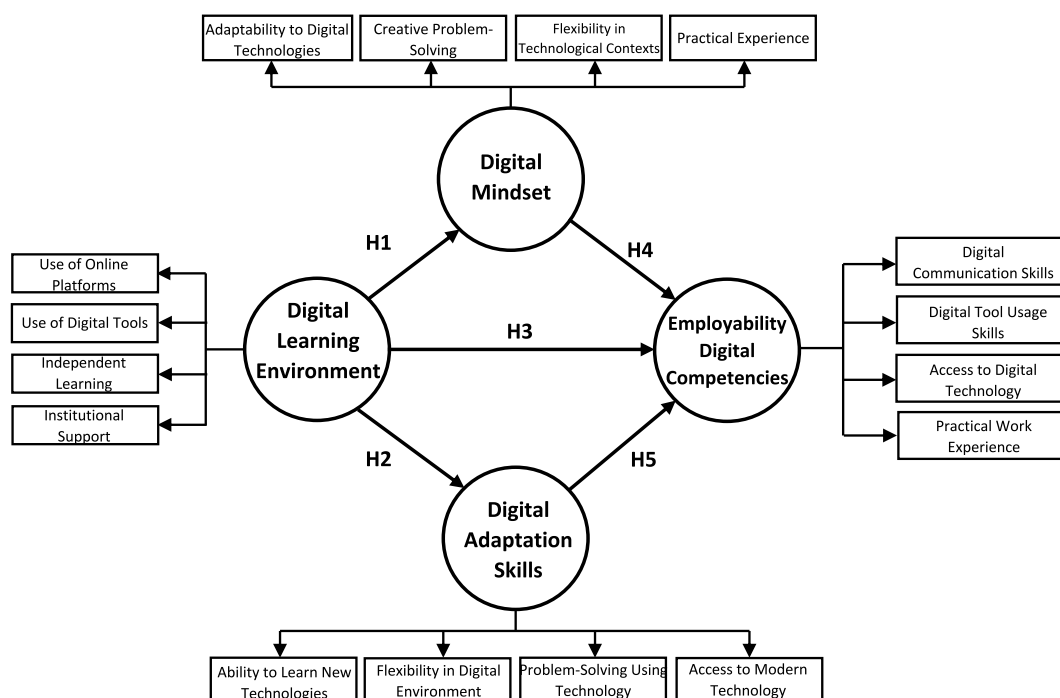 Adaptability to Digital
Technologies
Creative Problem-
Solving
Flexibility in
Technological Contexts
Practical Experience
Digital
Mindset
H1
H4
Use of Online
Platforms
Use of Digital Tools
Independent
Learning
Institutional
Support
Digital
Learning
Environment
H3
Employability
Digital
Competencies
Digital
Communication Skills
Digital Tool Usage
Skills
Access to Digital
Technology
Practical Work
Experience
H2
H5
Digital
Adaptation
Skills
Ability to Learn New
Technologies
Flexibility in Digital
Environment
Problem-Solving Using
Technology
Access to Modern
Technology